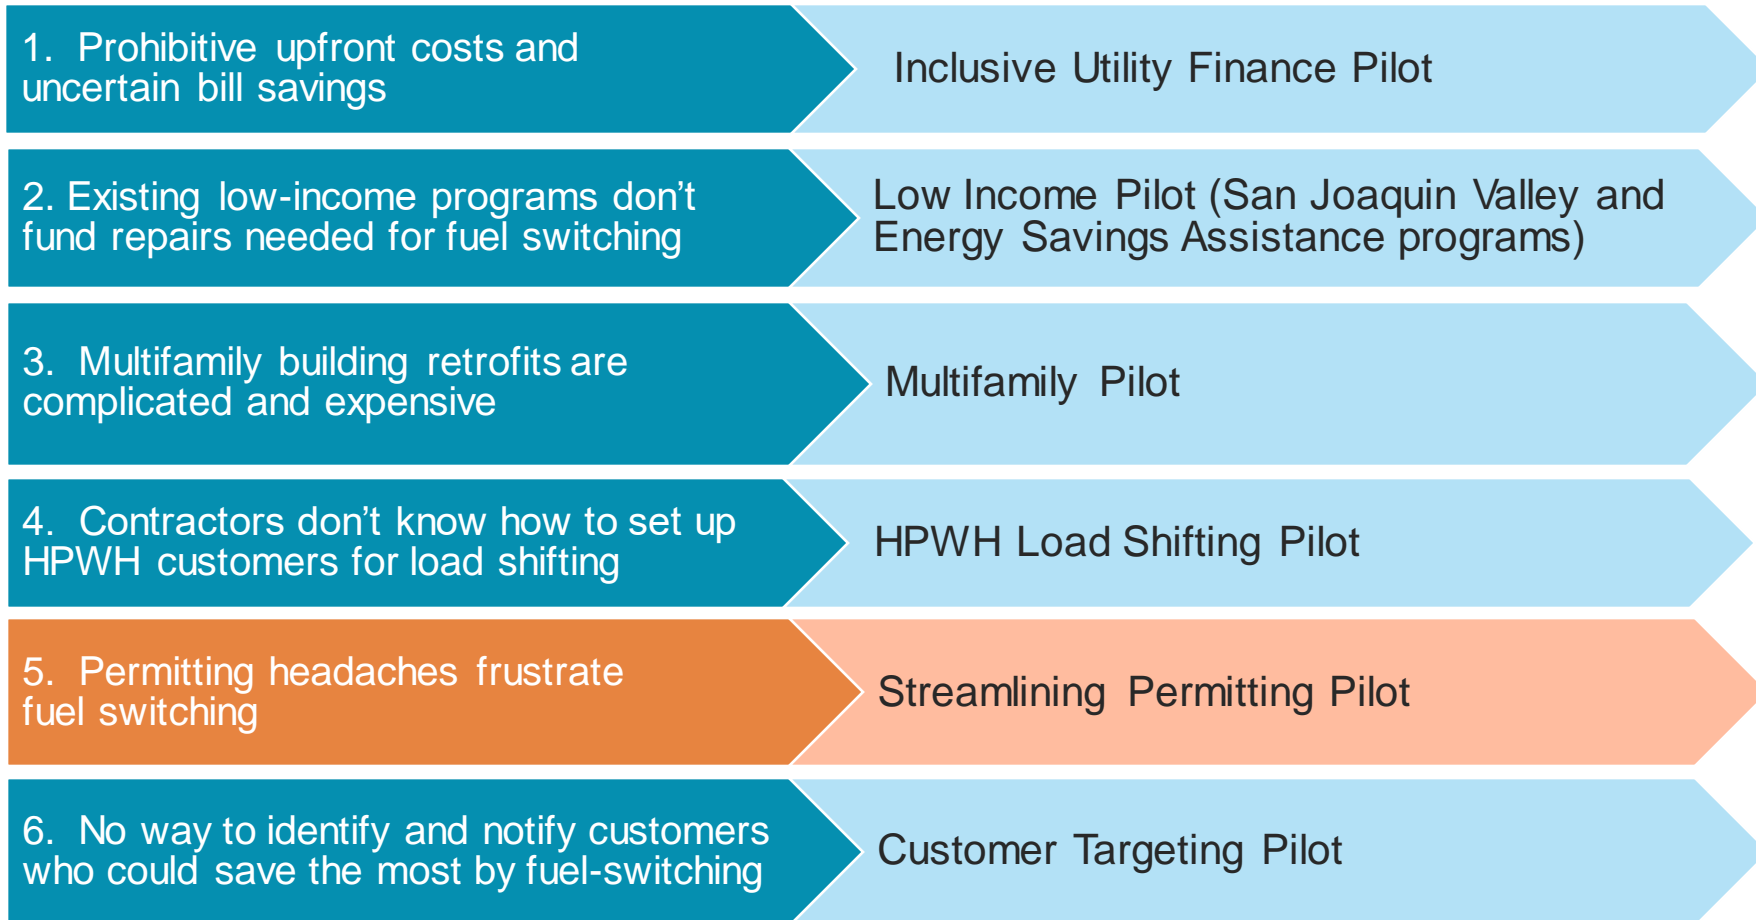 1. Prohibitive upfront costs and
uncertain bill savings
Inclusive Utility Finance Pilot
2. Existing low-income programs don’t
fund repairs needed for fuel switching
Low Income Pilot (San Joaquin Valley and
Energy Savings Assistance programs)
3. Multifamily building retrofits are
complicated and expensive
Multifamily Pilot
4. Contractors don’t know how to set up
HPWH customers for load shifting
HPWH Load Shifting Pilot
5. Permitting headaches frustrate
fuel switching
Streamlining Permitting Pilot
6. No way to identify and notify customers
who could save the most by fuel-switching
Customer Targeting Pilot